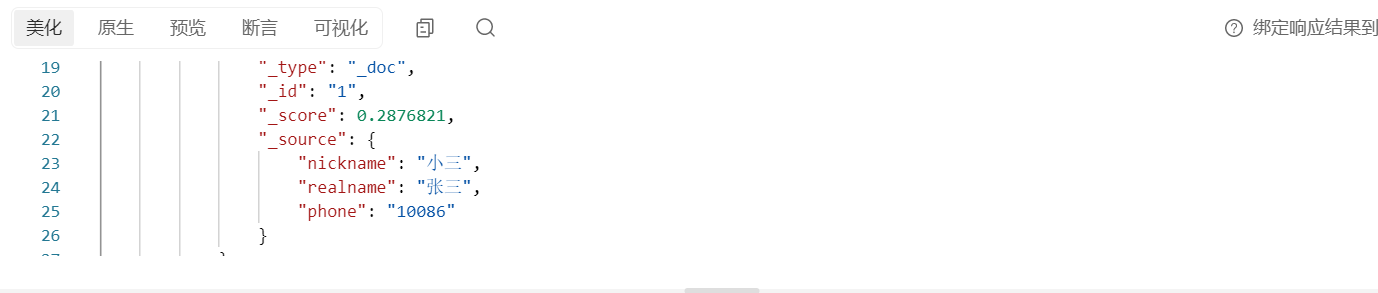 美化 原生 预览 断言 可视化 绑定响应结果到
19 "_type": "_doc",
20 "_id": "1",
21 "_score": 0.2876821,
22 "_source": {
23 "nickname": "小三",
24 "realname": "张三",
25 "phone": "10086"
26 }